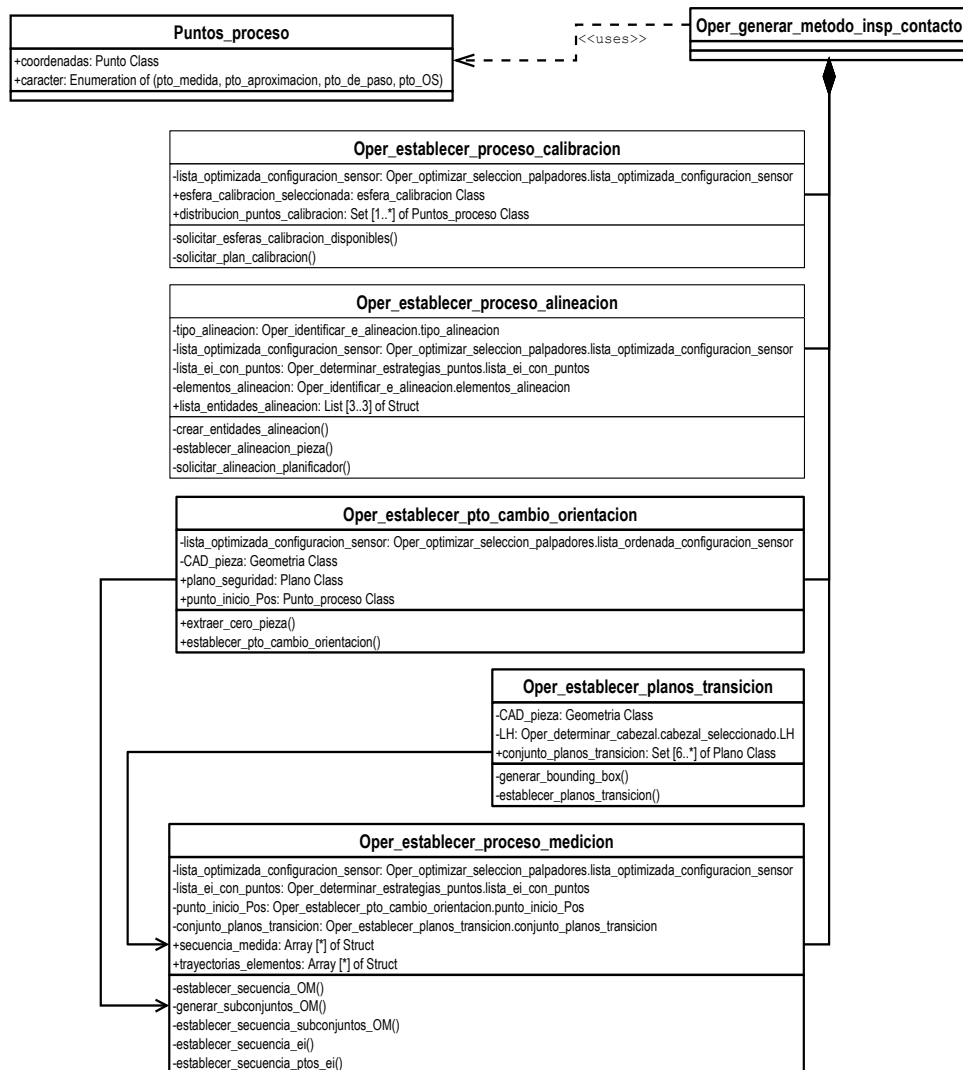 Puntos_proceso
+coordenadas: Punto Class
+caracter: Enumeration of (pto_medida, pto_aproximacion, pto_de_paso, pto_OS)
<<uses>>
Oper_generar_metodo_insp_contacto
Oper_establecer_proceso_calibracion
-lista_optimizada_configuracion_sensor: Oper_optimizar_seleccion_palpadores.lista_optimizada_configuracion_sensor
+esfera_calibracion_seleccionada: esfera_calibracion Class
+distribucion_puntos_calibracion: Set [1..*] of Puntos_proceso Class
-solicitar_esferas_calibracion_disponibles()
-solicitar_plan_calibracion()
Oper_establecer_proceso_alineacion
-tipo_alineacion: Oper_identificar_e_alineacion.tipo_alineacion
-lista_optimizada_configuracion_sensor: Oper_optimizar_seleccion_palpadores.lista_optimizada_configuracion_sensor
-lista_ei_con_puntos: Oper_determinar_estrategias_puntos.lista_ei_con_puntos
-elementos_alineacion: Oper_identificar_e_alineacion.elementos_alineacion
+lista_entidades_alineacion: List [3..3] of Struct
-crear_entidades_alineacion()
-establecer_alineacion_pieza()
-solicitar_alineacion_planificador()
Oper_establecer_pto_cambio_orientacion
-lista_optimizada_configuracion_sensor: Oper_optimizar_seleccion_palpadores.lista_ordenada_configuracion_sensor
-CAD_pieza: Geometria Class
+plano_seguridad: Plano Class
+punto_inicio_Pos: Punto_proceso Class
+extraer_cero_pieza()
+establecer_pto_cambio_orientacion()
Oper_establecer_planos_transicion
-CAD_pieza: Geometria Class
-LH: Oper_determinar_cabezal.cabezal_seleccionado.LH
+conjunto_planos_transicion: Set [6..*] of Plano Class
-generar_bounding_box()
-establecer_planos_transicion()
Oper_establecer_proceso_medicion
-lista_optimizada_configuracion_sensor: Oper_optimizar_seleccion_palpadores.lista_optimizada_configuracion_sensor
-lista_ei_con_puntos: Oper_determinar_estrategias_puntos.lista_ei_con_puntos
-punto_inicio_Pos: Oper_establecer_pto_cambio_orientacion.punto_inicio_Pos
-conjunto_planos_transicion: Oper_establecer_planos_transicion.conjunto_planos_transicion
+secuencia_medida: Array [*] of Struct
+trayectorias_elementos: Array [*] of Struct
-establecer_secuencia_OM()
-generar_subconjuntos_OM()
-establecer_secuencia_subconjuntos_OM()
-establecer_secuencia_ei()
-establecer_secuencia_ptos_ei()